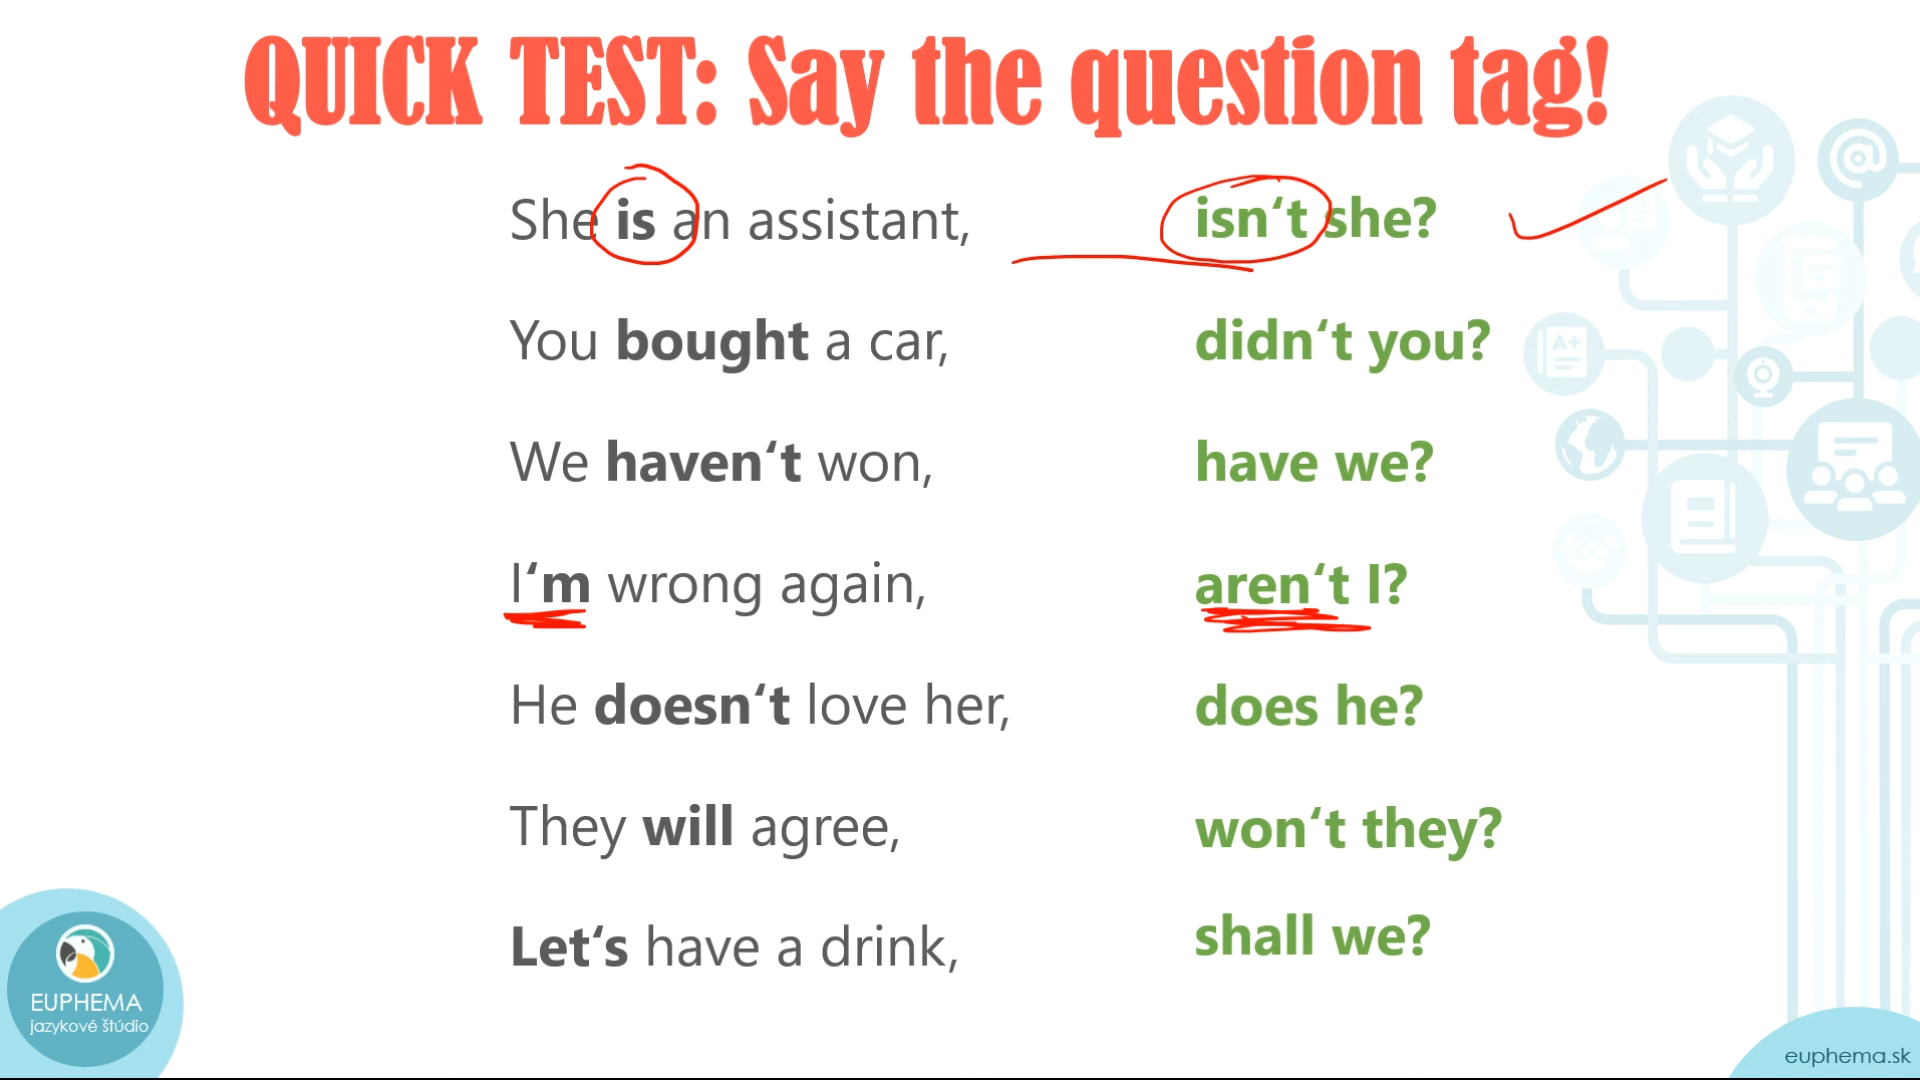 QUICK TEST: Say the question tag!
She is an assistant, isn‘t she?
You bought a car, didn‘t you?
We haven‘t won, have we?
I‘m wrong again, aren‘t I?
He doesn‘t love her, does he?
They will agree, won‘t they?
Let‘s have a drink, shall we?
EUPHEMA
jazykové štúdio
euphema.sk
A+
@